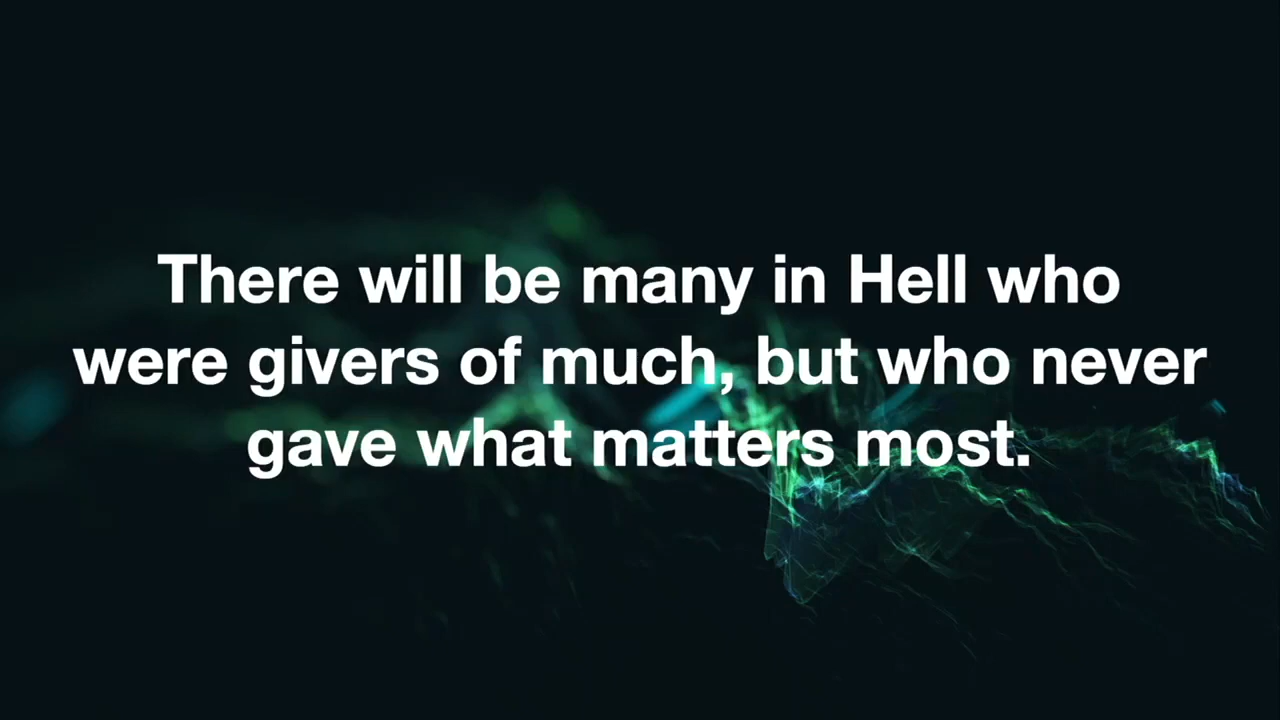 There will be many in Hell who
were givers of much, but who never
gave what matters most.